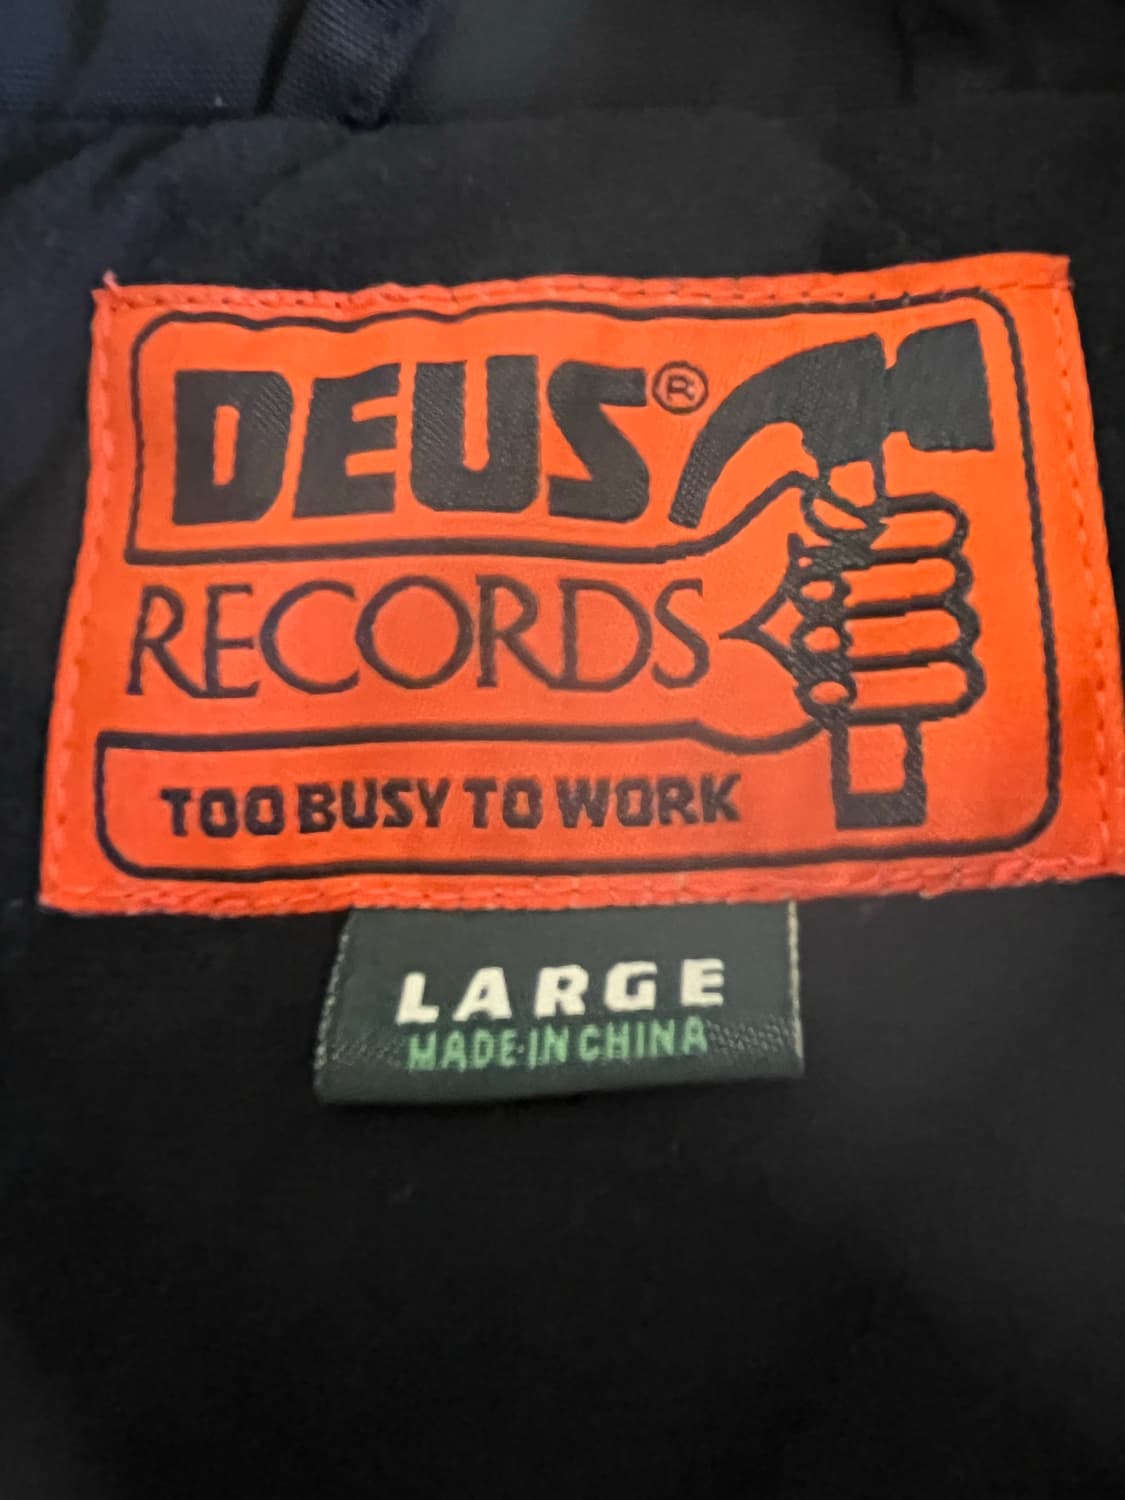 DEUS®
RECORDS
TOO BUSY TO WORK
LARGE
MADE IN CHINA